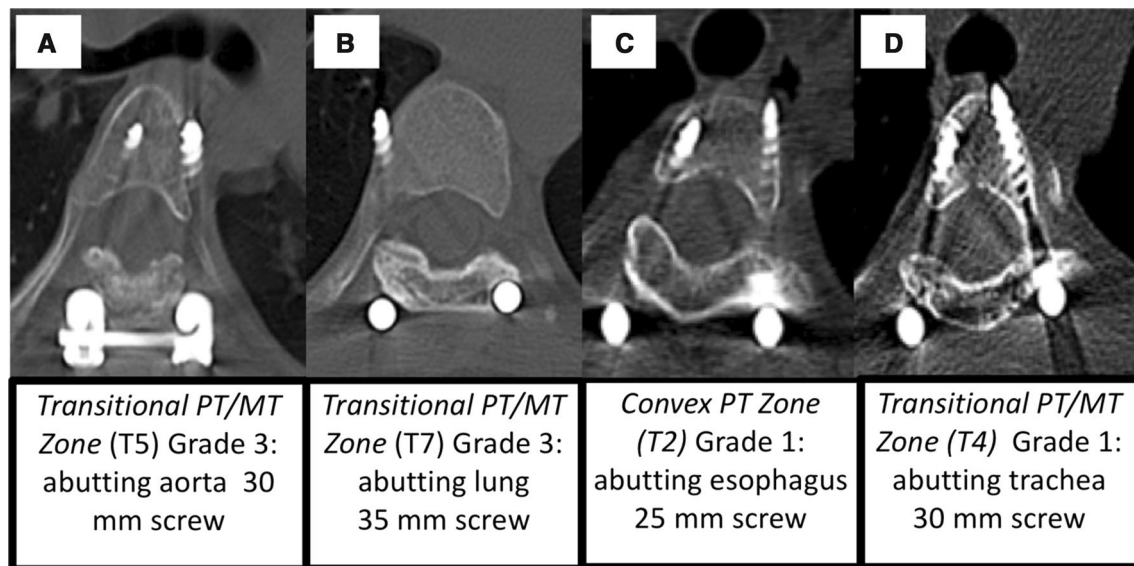 A
B
C
D
Transitional PT/MT
Zone (T5) Grade 3:
abutting aorta 30
mm screw
Transitional PT/MT
Zone (T7) Grade 3:
abutting lung
35 mm screw
Convex PT Zone
(T2) Grade 1:
abutting esophagus
25 mm screw
Transitional PT/MT
Zone (T4) Grade 1:
abutting trachea
30 mm screw